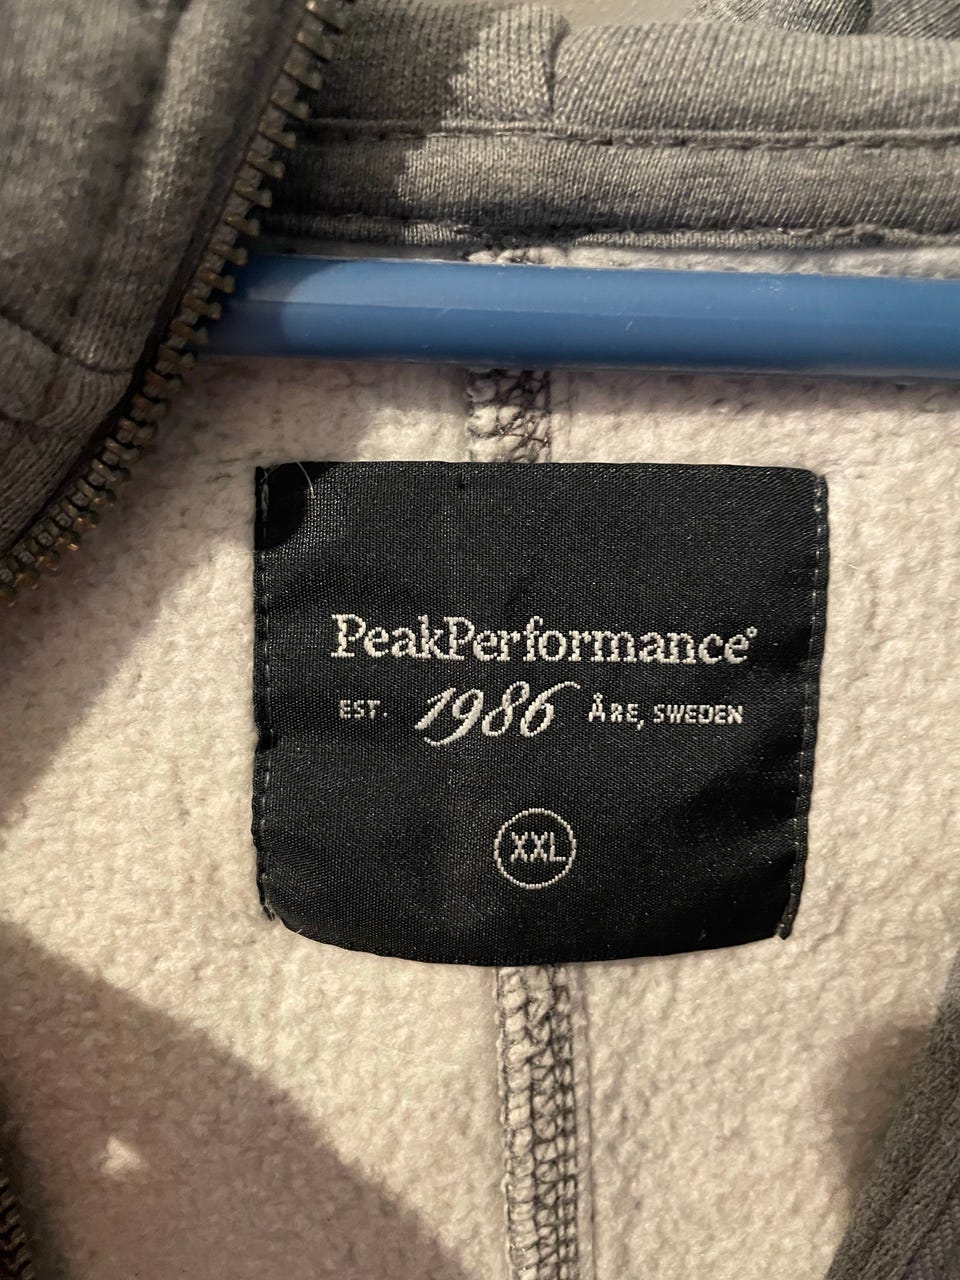 PeakPerformance°
EST. 1986 ÅRE, SWEDEN
XXL